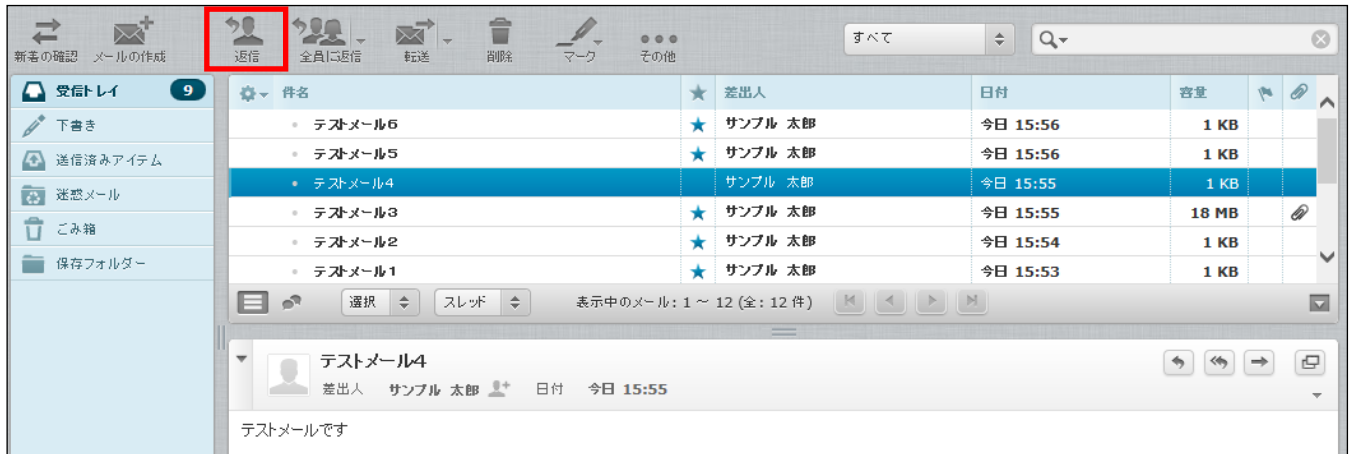 新着の確認 メールの作成 返信 全員に返信 転送 削除 マーク その他 すべて
受信トレイ 9
下書き
送信済みアイテム
迷惑メール
ごみ箱
保存フォルダー
件名 差出人 日付 容量
テストメール6 サンプル 太郎 今日 15:56 1 KB
テストメール5 サンプル 太郎 今日 15:56 1 KB
テストメール4 サンプル 太郎 今日 15:55 1 KB
テストメール3 サンプル 太郎 今日 15:55 18 MB
テストメール2 サンプル 太郎 今日 15:54 1 KB
テストメール1 サンプル 太郎 今日 15:53 1 KB
選択 スレッド 表示中のメール: 1 ~ 12 (全: 12 件)
テストメール4
差出人 サンプル 太郎 日付 今日 15:55
テストメールです